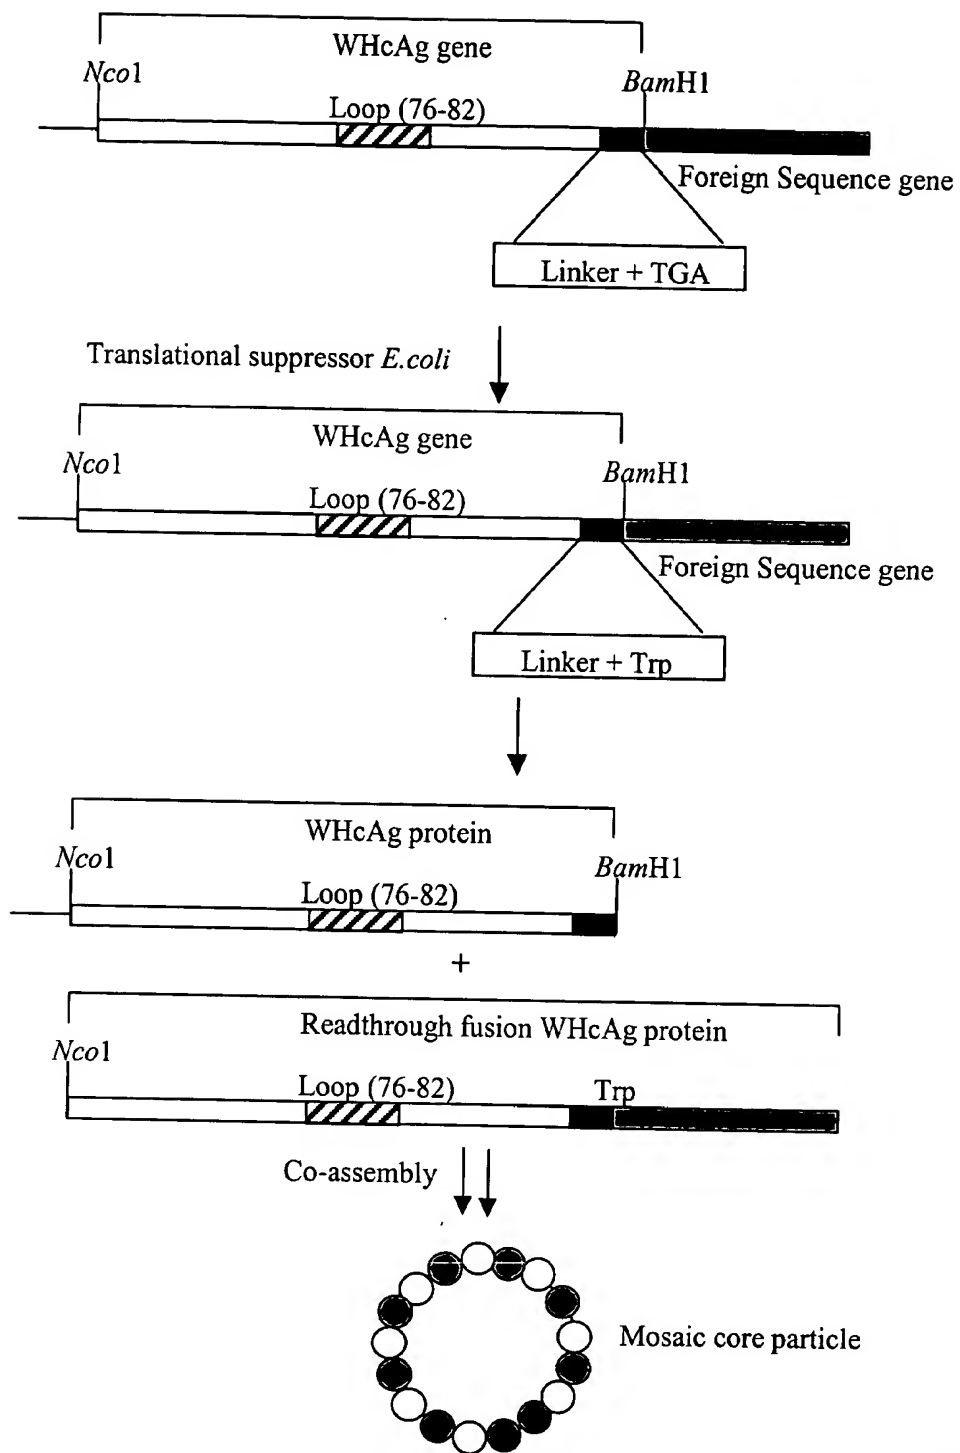 WHcAg gene
Nco1
BamH1
Loop (76-82)
Foreign Sequence gene
Linker + TGA
Translational suppressor E.coli
WHcAg gene
Nco1
BamH1
Loop (76-82)
Foreign Sequence gene
Linker + Trp
WHcAg protein
Nco1
BamH1
Loop (76-82)
+
Readthrough fusion WHcAg protein
Nco1
Loop (76-82)
Trp
Co-assembly
Mosaic core particle